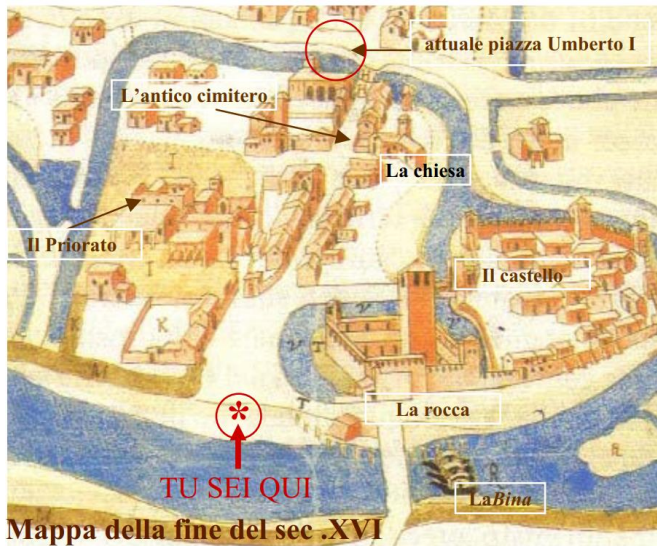 attuale piazza Umberto I
L'antico cimitero
La chiesa
Il Priorato
Il castello
La rocca
*
TU SEI QUI
LaBina
Mappa della fine del sec .XVI
I
I
I
K
K
M
T
T
V
V
R